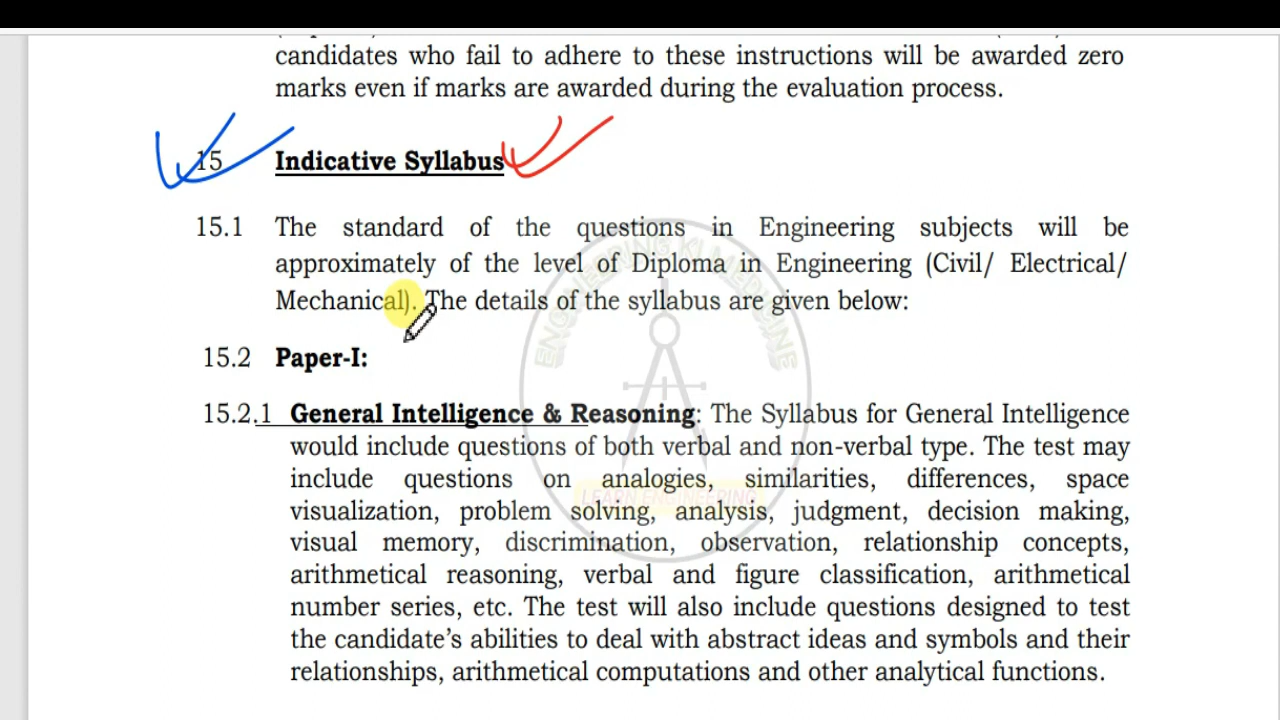 candidates who fail to adhere to these instructions will be awarded zero
marks even if marks are awarded during the evaluation process.
15 Indicative Syllabus
15.1 The standard of the questions in Engineering subjects will be
approximately of the level of Diploma in Engineering (Civil/ Electrical/
Mechanical). The details of the syllabus are given below:
15.2 Paper-I:
15.2.1 General Intelligence & Reasoning: The Syllabus for General Intelligence
would include questions of both verbal and non-verbal type. The test may
include questions on analogies, similarities, differences, space
visualization, problem solving, analysis, judgment, decision making,
visual memory, discrimination, observation, relationship concepts,
arithmetical reasoning, verbal and figure classification, arithmetical
number series, etc. The test will also include questions designed to test
the candidate's abilities to deal with abstract ideas and symbols and their
relationships, arithmetical computations and other analytical functions.
ENGINEERING KI MEDICINE
LEARN ENGINEERING